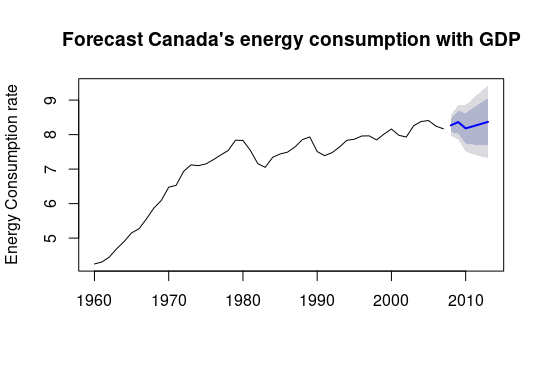 Forecast Canada's energy consumption with GDP
Energy Consumption rate
9
8
7
6
5
1960 1970 1980 1990 2000 2010